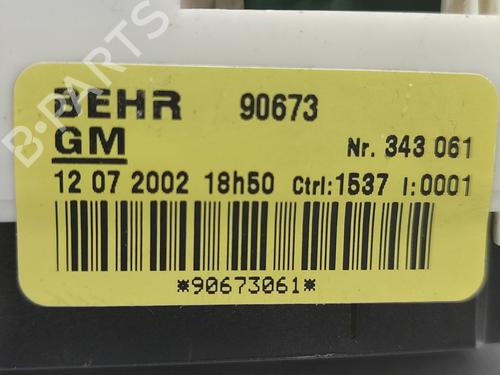 BEHR 90673
GM Nr. 343 061
12 07 2002 18h50 Ctrl:1537 I:0001
*90673061*
B-PARTS